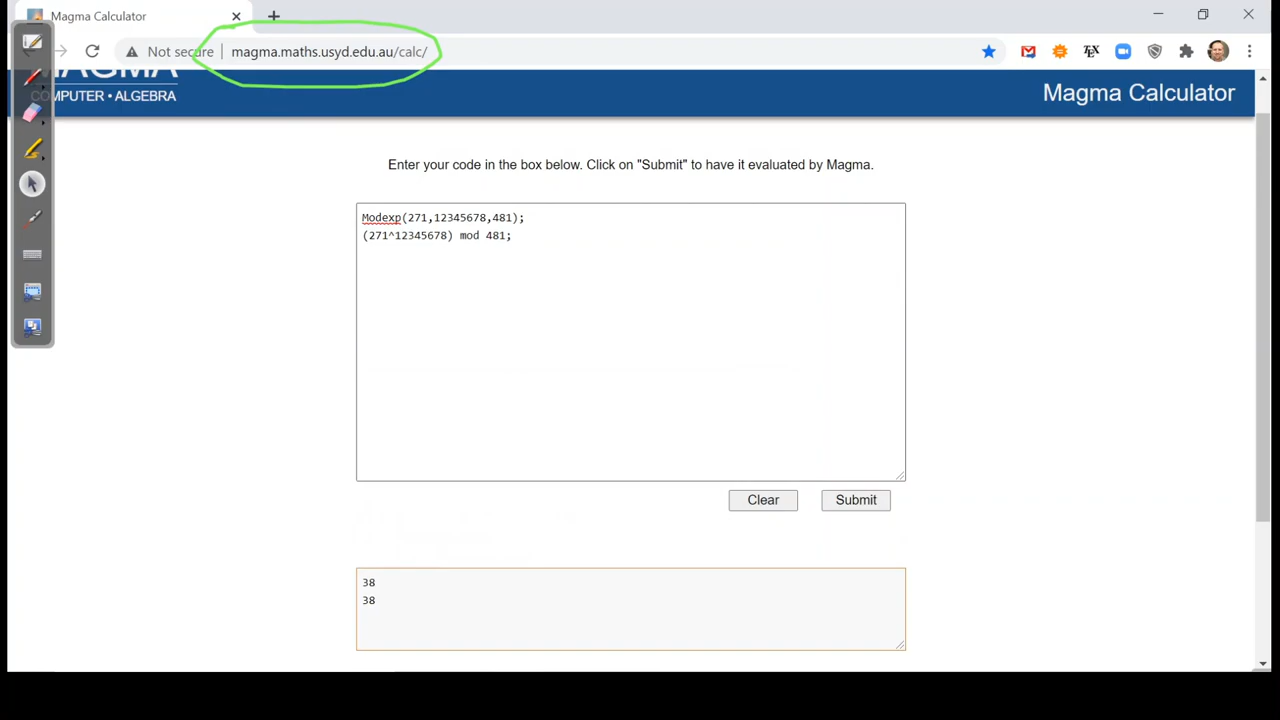 Magma Calculator
Not secure | magma.maths.usyd.edu.au/calc/
MAGMA
COMPUTER • ALGEBRA
Magma Calculator
Enter your code in the box below. Click on "Submit" to have it evaluated by Magma.
Modexp(271,12345678,481);
(271^12345678) mod 481;
Clear
Submit
38
38